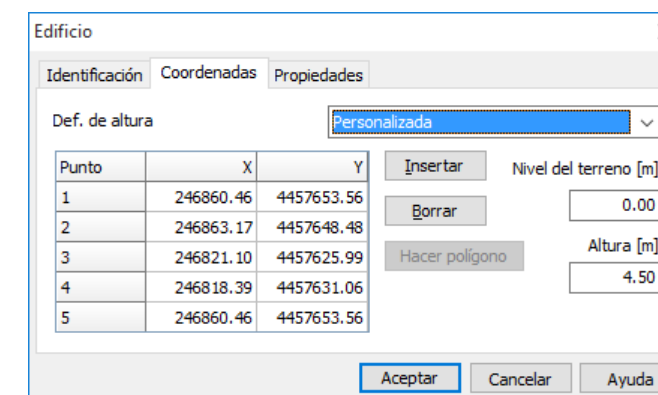 Edificio
Identificación Coordenadas Propiedades
Def. de altura Personalizada
Punto X Y
1 246860.46 4457653.56
2 246863.17 4457648.48
3 246821.10 4457625.99
4 246818.39 4457631.06
5 246860.46 4457653.56
Insertar
Borrar
Hacer polígono
Nivel del terreno [m]
0.00
Altura [m]
4.50
Aceptar Cancelar Ayuda